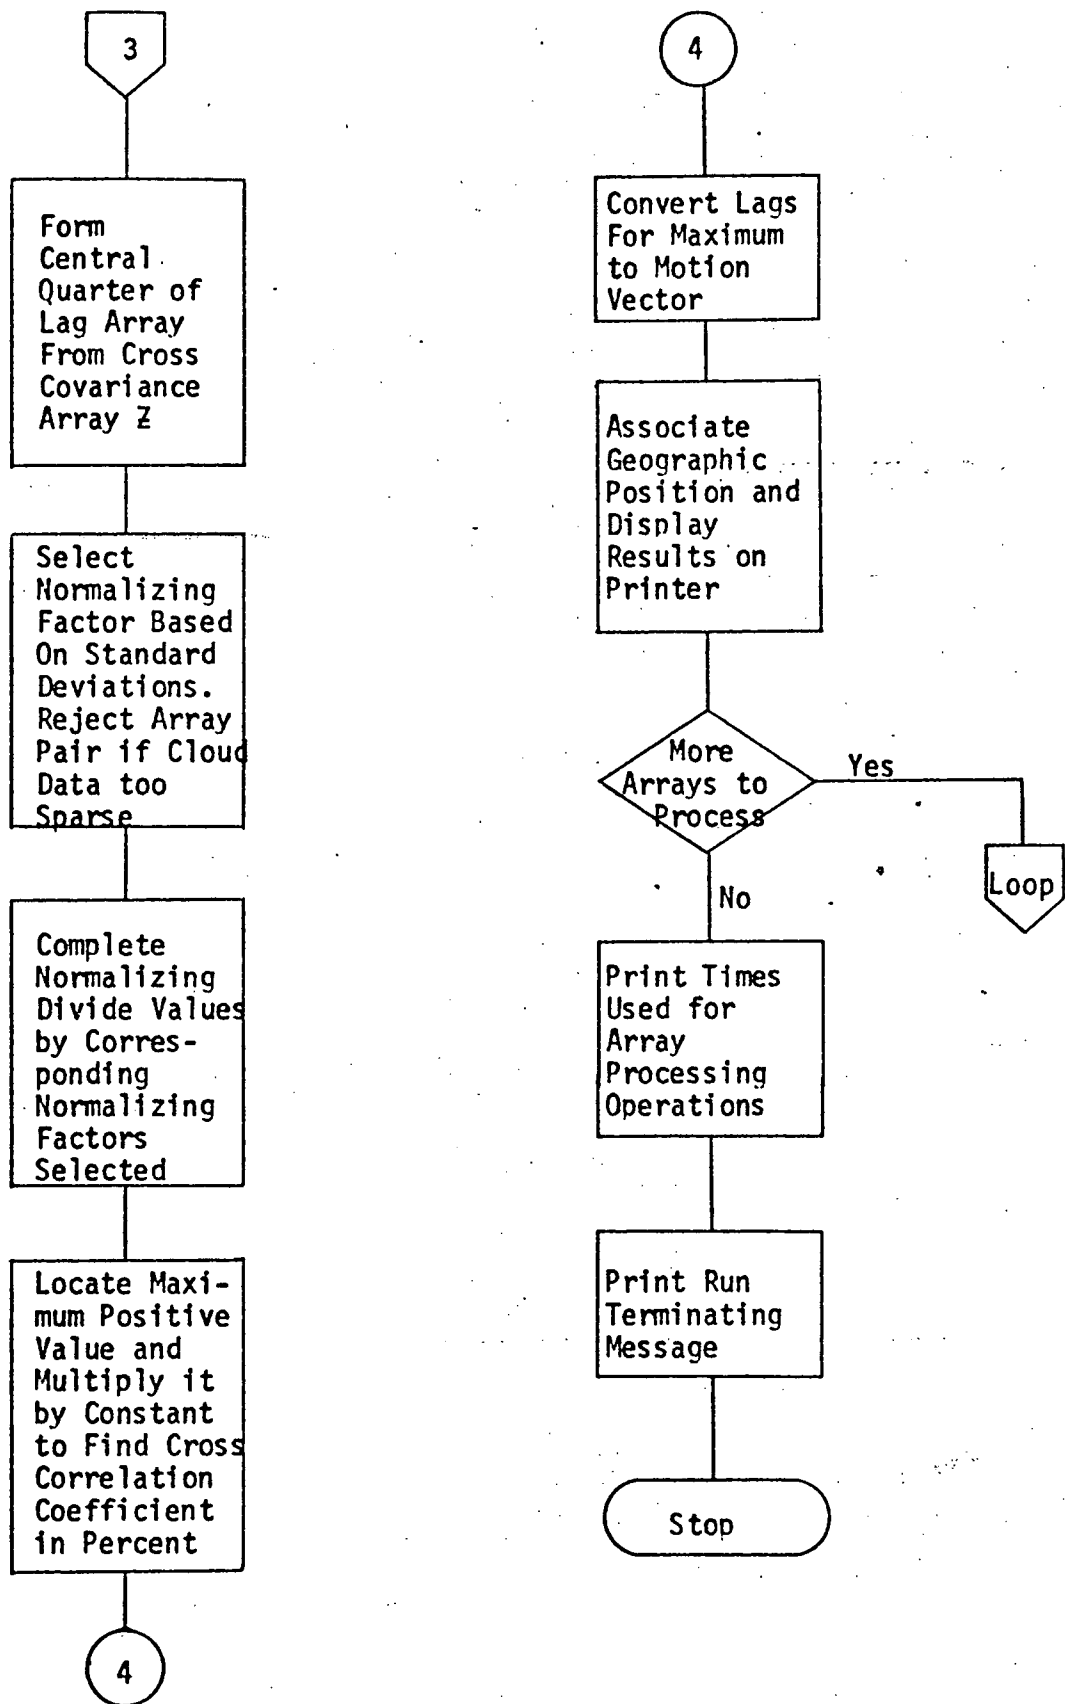 3
Form
Central
Quarter of
Lag Array
From Cross
Covariance
Array Z
Select
Normalizing
Factor Based
On Standard
Deviations.
Reject Array
Pair if Cloud
Data too
Sparse
Complete
Normalizing
Divide Values
by Corres-
ponding
Normalizing
Factors
Selected
Locate Maxi-
mum Positive
Value and
Multiply it
by Constant
to Find Cross
Correlation
Coefficient
in Percent
4
4
Convert Lags
For Maximum
to Motion
Vector
Associate
Geographic
Position and
Display
Results on
Printer
More
Arrays to
Process
Yes
Loop
No
Print Times
Used for
Array
Processing
Operations
Print Run
Terminating
Message
Stop